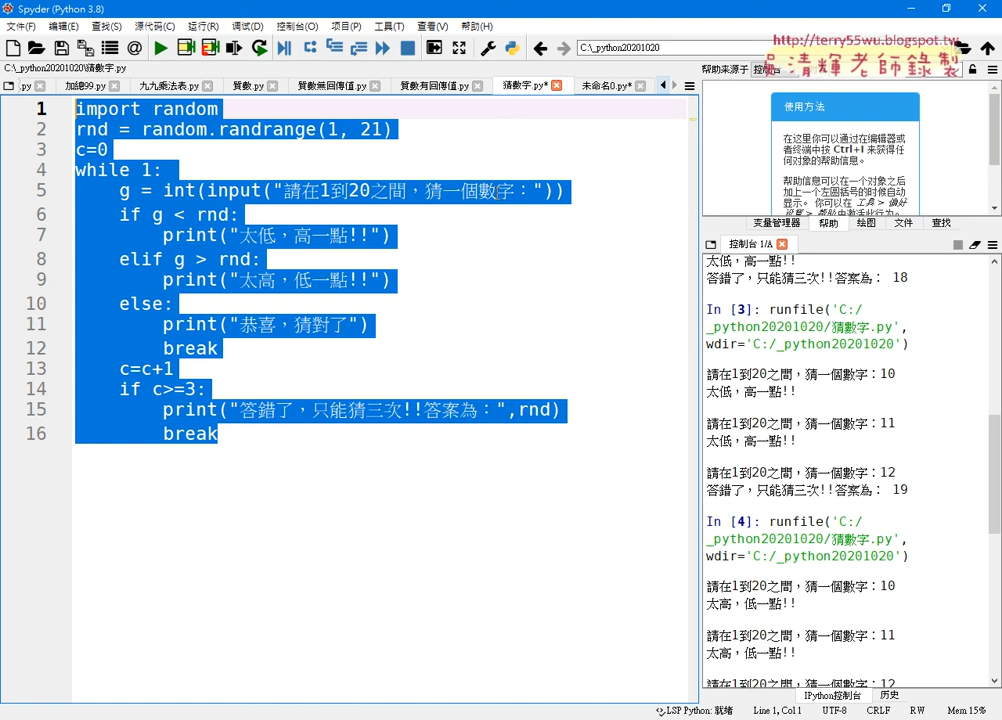 Spyder (Python 3.8)
文件(F) 编辑(E) 查找(S) 源代码(C) 运行(R) 调试(D) 控制台(O) 项目(P) 工具(T) 查看(V) 帮助(H)
C:\_python20201020
http://terry55wu.blogspot.tw
吳清輝老師錄製
C:\_python20201020\猜數字.py
帮助来源于 控制台
.py 加總99.py 九九乘法表.py 質數.py 質數無回傳值.py 質數有回傳值.py 猜數字.py* 未命名0.py*
1 import random
2 rnd = random.randrange(1, 21)
3 c=0
4 while 1:
5 g = int(input("請在1到20之間，猜一個數字："))
6 if g < rnd:
7 print("太低，高一點!!")
8 elif g > rnd:
9 print("太高，低一點!!")
10 else:
11 print("恭喜，猜對了")
12 break
13 c=c+1
14 if c>=3:
15 print("答錯了，只能猜三次!!答案為：",rnd)
16 break
使用方法
在这里你可以通过在编辑器或
者终端中按 Ctrl+I 来获得任
何对象的帮助信息。
帮助信息可以在一个对象之后
加上一个左圆括号的时候自动
显示。 你可以在 工具 > 偏好
设置 > 帮助 中激活此行为。
变量管理器 帮助 绘图 文件 查找
控制台 1/A
太低，高一點!!
答錯了，只能猜三次!!答案為： 18
In [3]: runfile('C:/
_python20201020/猜數字.py',
wdir='C:/_python20201020')
請在1到20之間，猜一個數字：10
太低，高一點!!
請在1到20之間，猜一個數字：11
太低，高一點!!
請在1到20之間，猜一個數字：12
答錯了，只能猜三次!!答案為： 19
In [4]: runfile('C:/
_python20201020/猜數字.py',
wdir='C:/_python20201020')
請在1到20之間，猜一個數字：10
太高，低一點!!
請在1到20之間，猜一個數字：11
太高，低一點!!
請在1到20之間，猜一個數字：12
IPython控制台 历史
LSP Python: 就绪 Line 1, Col 1 UTF-8 CRLF RW Mem 15%